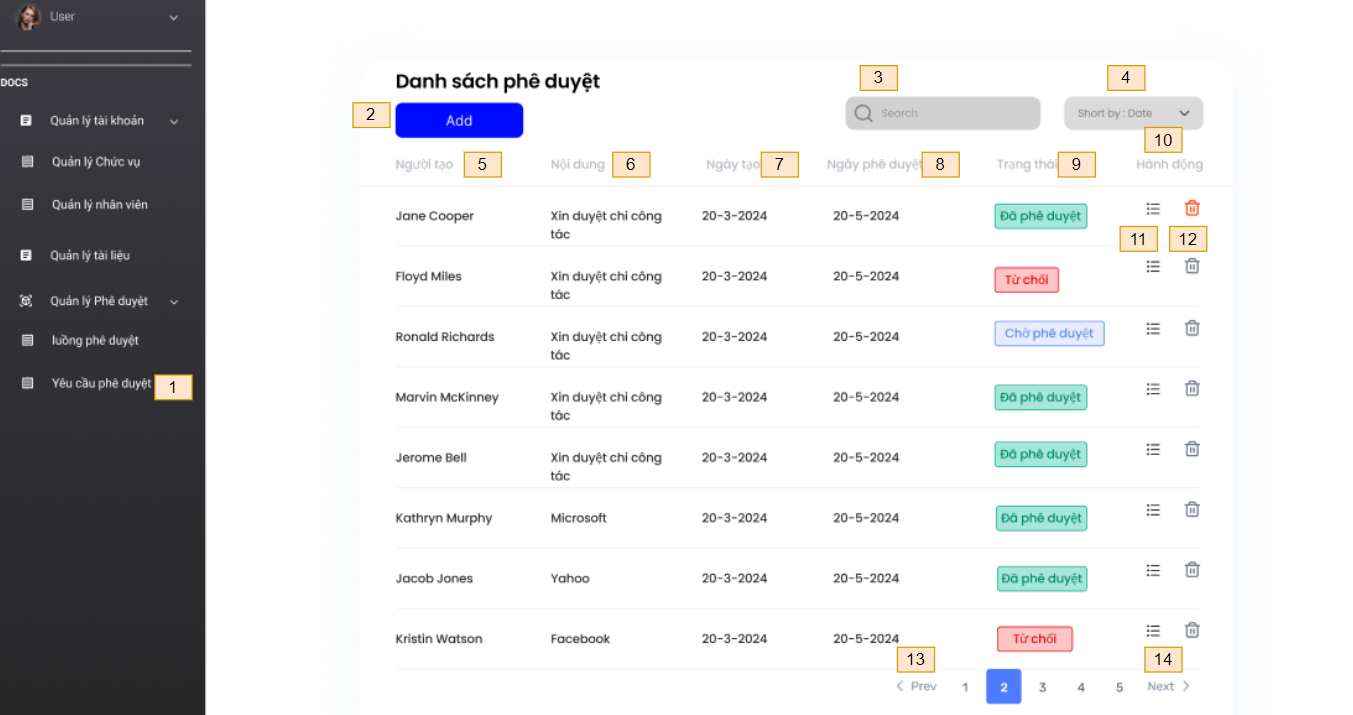 User
DOCS
Quản lý tài khoản
Quản lý Chức vụ
Quản lý nhân viên
Quản lý tài liệu
Quản lý Phê duyệt
luồng phê duyệt
Yêu cầu phê duyệt 1
Danh sách phê duyệt
3
4
2 Add
Search
Short by : Date
10
Người tạo 5 Nội dung 6 Ngày tạo 7 Ngày phê duyệt 8 Trạng thái 9 Hành động
Jane Cooper Xin duyệt chi công 20-3-2024 20-5-2024 Đã phê duyệt
tác
11 12
Floyd Miles Xin duyệt chi công 20-3-2024 20-5-2024 Từ chối
tác
Ronald Richards Xin duyệt chi công 20-3-2024 20-5-2024 Chờ phê duyệt
tác
Marvin McKinney Xin duyệt chi công 20-3-2024 20-5-2024 Đã phê duyệt
tác
Jerome Bell Xin duyệt chi công 20-3-2024 20-5-2024 Đã phê duyệt
tác
Kathryn Murphy Microsoft 20-3-2024 20-5-2024 Đã phê duyệt
Jacob Jones Yahoo 20-3-2024 20-5-2024 Đã phê duyệt
Kristin Watson Facebook 20-3-2024 20-5-2024 Từ chối
13 14
< Prev 1 2 3 4 5 Next >